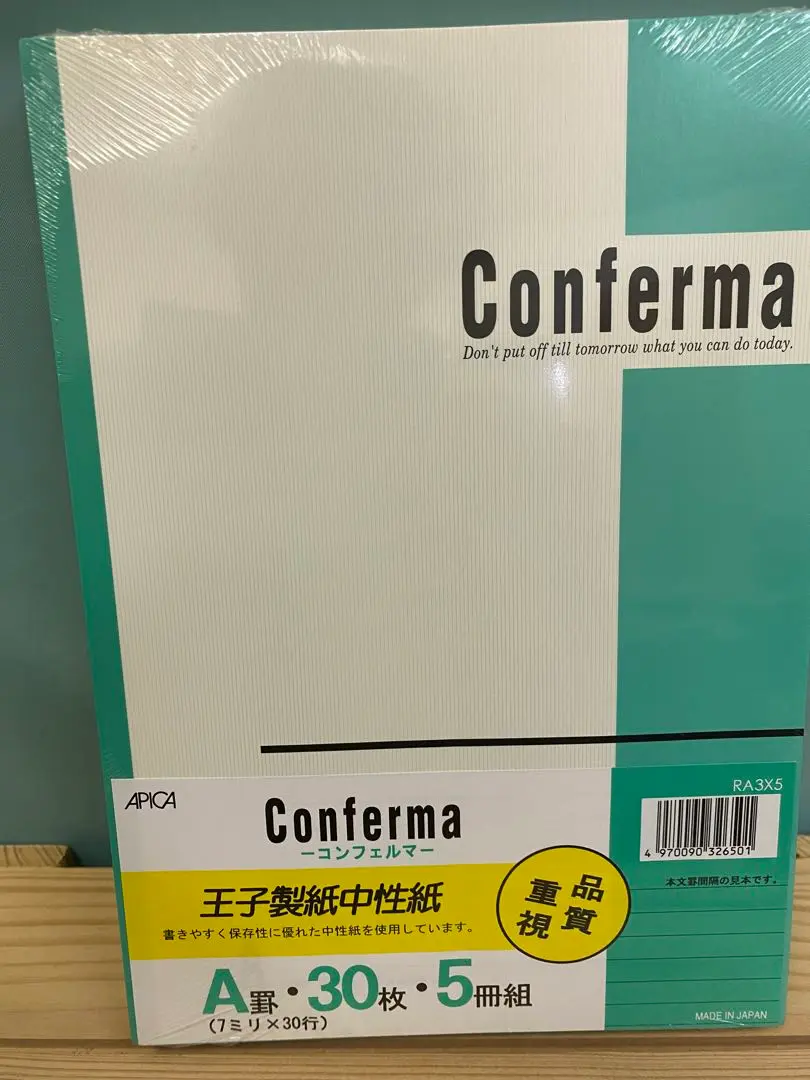 Conferma
Don't put off till tomorrow what you can do today.
APICA
Conferma
ーコンフェルマー
王子製紙中性紙
書きやすく保存性に優れた中性紙を使用しています。
品質
重視
A罫・30枚・5冊組
(7ミリ×30行)
RA3X5
4 970090 326501
本文罫間隔の見本です。
MADE IN JAPAN